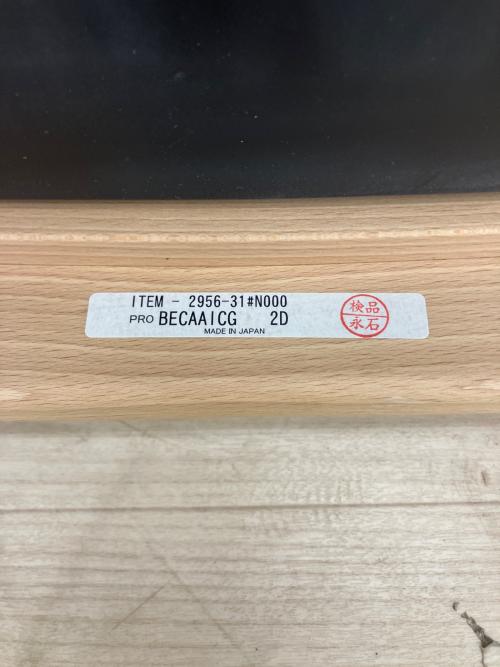 ITEM - 2956-31#N000
PRO BECAAICG 2D
MADE IN JAPAN
検品
永石